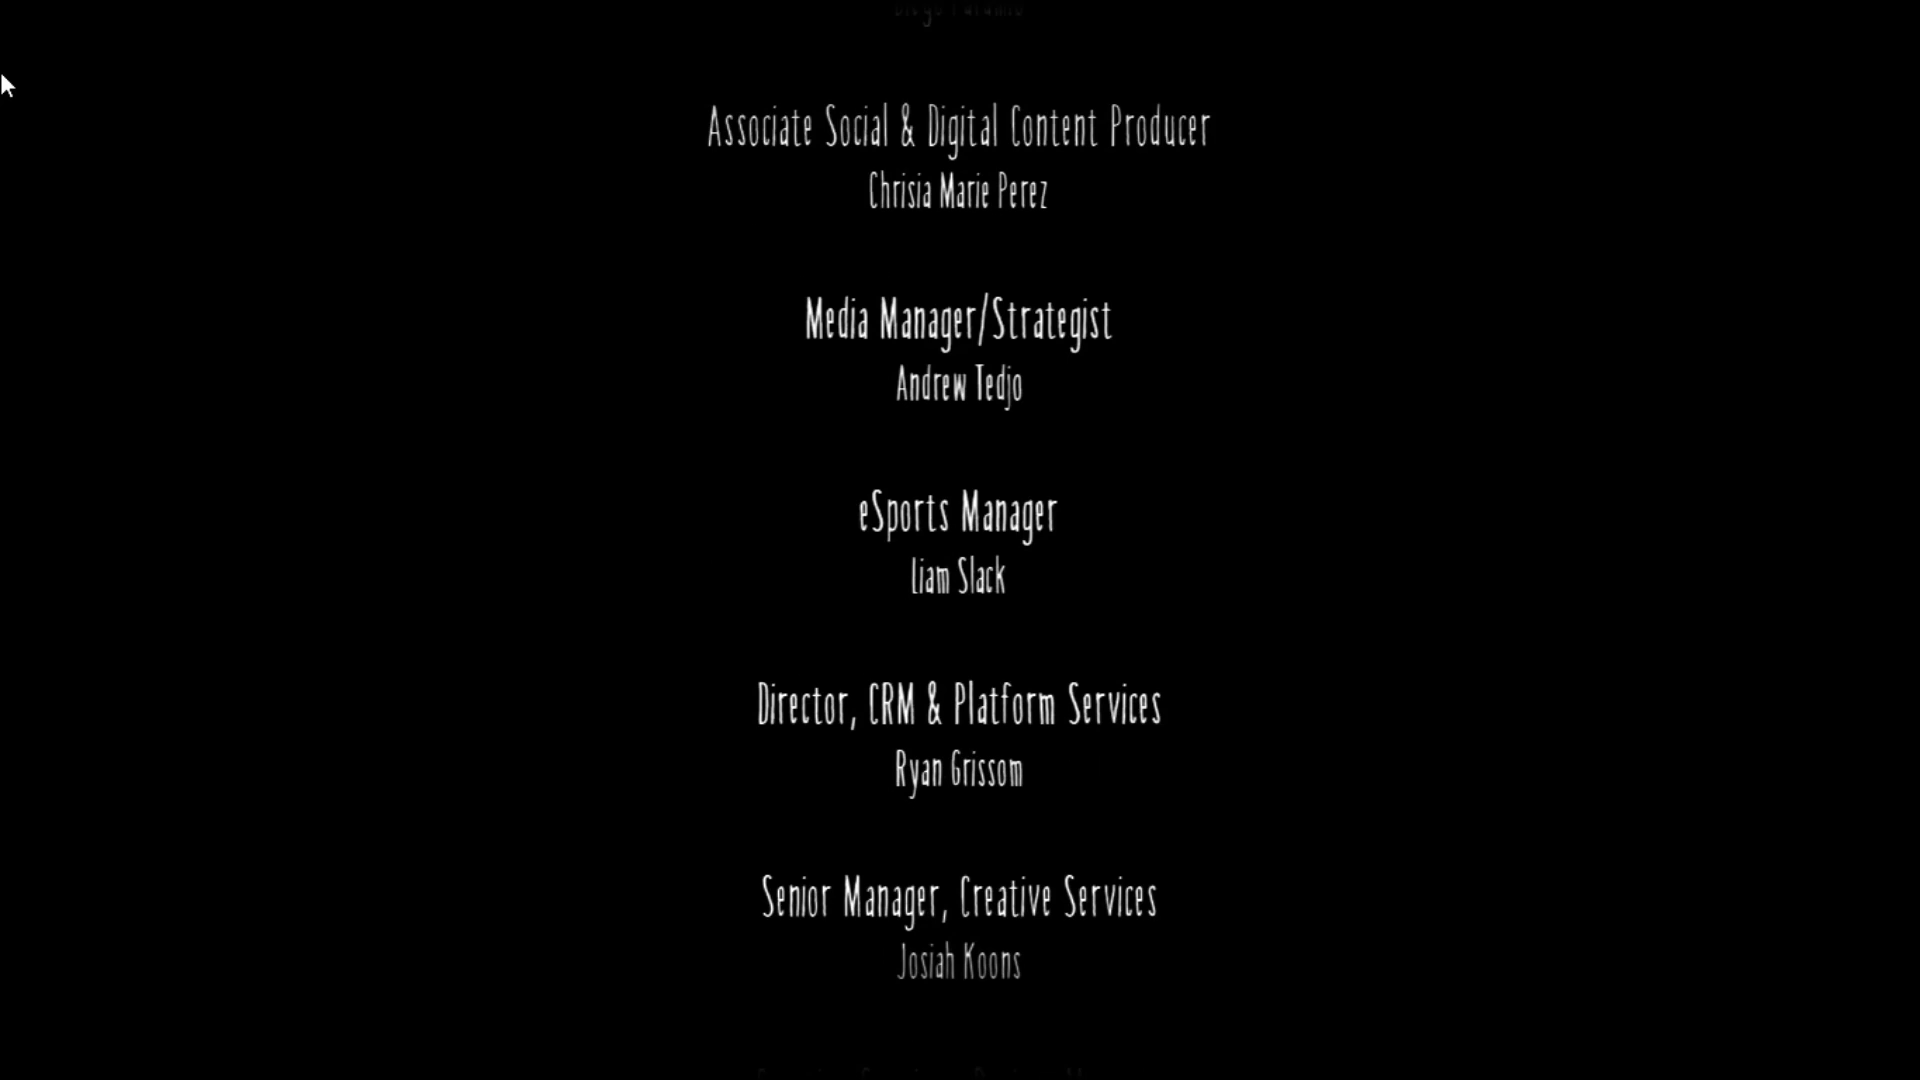 Associate Social & Digital Content Producer
Chrisia Marie Perez
Media Manager/Strategist
Andrew Tedjo
eSports Manager
Liam Slack
Director, CRM & Platform Services
Ryan Grissom
Senior Manager, Creative Services
Josiah Koons